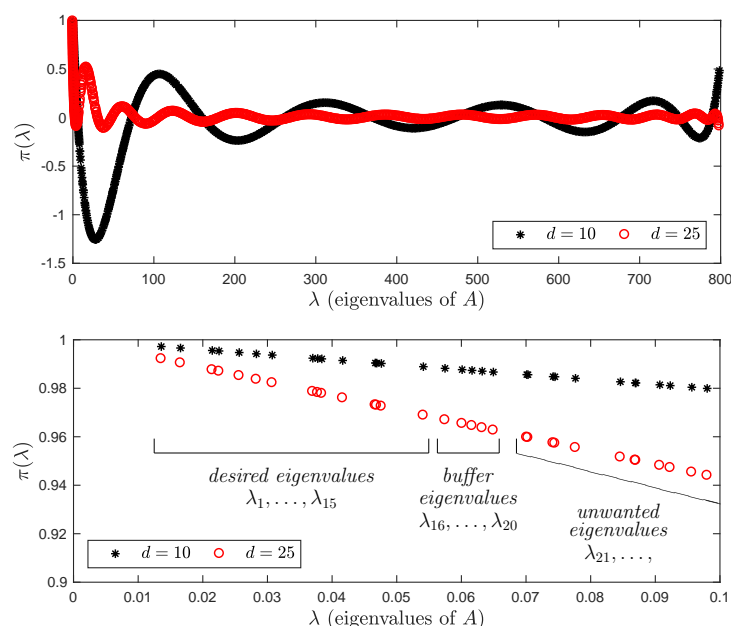 1
0.5
0
-0.5
-1
-1.5
π(λ)
∗ d = 10 ○ d = 25
0 100 200 300 400 500 600 700 800
λ (eigenvalues of A)
1
0.98
0.96
0.94
0.92
0.9
π(λ)
desired eigenvalues
λ₁, . . . , λ₁₅
buffer
eigenvalues
λ₁₆, . . . , λ₂₀
unwanted
eigenvalues
λ₂₁, . . . ,
∗ d = 10 ○ d = 25
0 0.01 0.02 0.03 0.04 0.05 0.06 0.07 0.08 0.09 0.1
λ (eigenvalues of A)